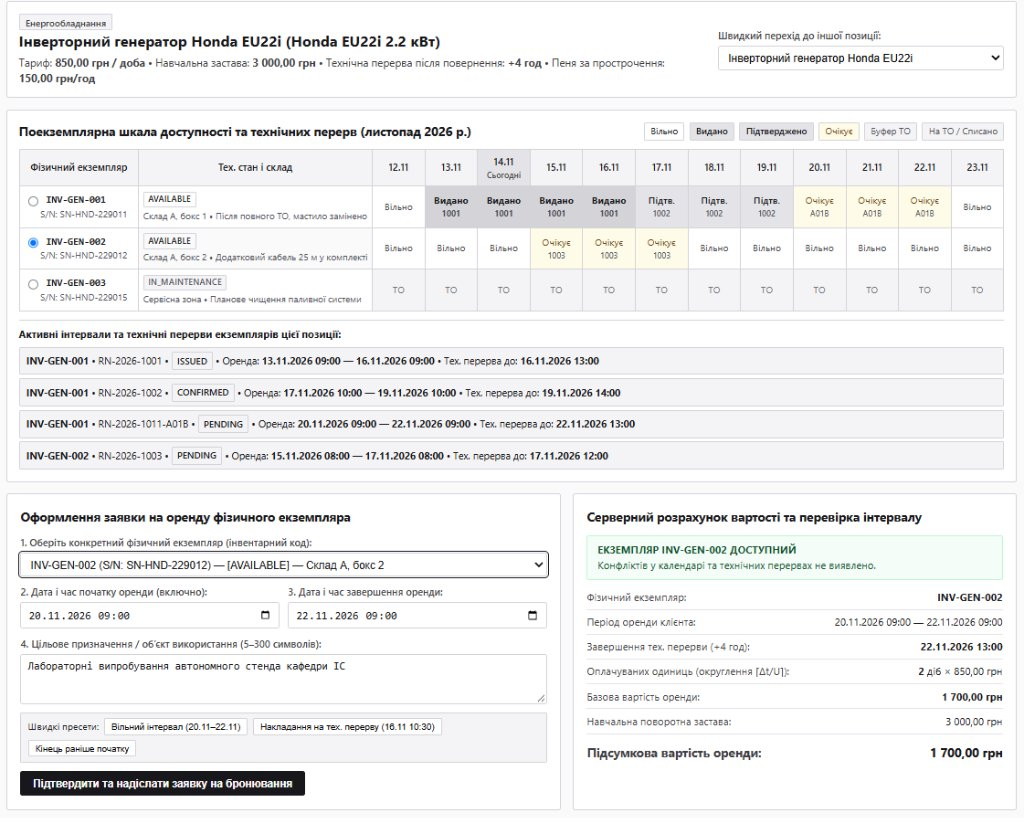 Енергообладнання
Інверторний генератор Honda EU22i (Honda EU22i 2.2 кВт)
Тариф: 850,00 грн / доба • Навчальна застава: 3 000,00 грн • Технічна перерва після повернення: +4 год • Пеня за прострочення:
150,00 грн/год
Швидкий перехід до іншої позиції:
Інверторний генератор Honda EU22i
Поекземплярна шкала доступності та технічних перерв (листопад 2026 р.)
Вільно Видано Підтверджено Очікує Буфер ТО На ТО / Списано
Фізичний екземпляр Тех. стан і склад 12.11 13.11 14.11 15.11 16.11 17.11 18.11 19.11 20.11 21.11 22.11 23.11
Сьогодні
INV-GEN-001 AVAILABLE
S/N: SN-HND-229011 Склад А, бокс 1 • Після повного ТО, мастило замінено
Вільно Видано Видано Видано Видано Підтв. Підтв. Підтв. Очікує Очікує Очікує Вільно
1001 1001 1001 1001 1002 1002 1002 A01B A01B A01B
INV-GEN-002 AVAILABLE
S/N: SN-HND-229012 Склад А, бокс 2 • Додатковий кабель 25 м у комплекті
Вільно Вільно Вільно Очікує Очікує Очікує Вільно Вільно Вільно Вільно Вільно Вільно
1003 1003 1003
INV-GEN-003 IN_MAINTENANCE
S/N: SN-HND-229015 Сервісна зона • Планове чищення паливної системи
ТО ТО ТО ТО ТО ТО ТО ТО ТО ТО ТО ТО
Активні інтервали та технічні перерви екземплярів цієї позиції:
INV-GEN-001 • RN-2026-1001 • ISSUED • Оренда: 13.11.2026 09:00 — 16.11.2026 09:00 • Тех. перерва до: 16.11.2026 13:00
INV-GEN-001 • RN-2026-1002 • CONFIRMED • Оренда: 17.11.2026 10:00 — 19.11.2026 10:00 • Тех. перерва до: 19.11.2026 14:00
INV-GEN-001 • RN-2026-1011-A01B • PENDING • Оренда: 20.11.2026 09:00 — 22.11.2026 09:00 • Тех. перерва до: 22.11.2026 13:00
INV-GEN-002 • RN-2026-1003 • PENDING • Оренда: 15.11.2026 08:00 — 17.11.2026 08:00 • Тех. перерва до: 17.11.2026 12:00
Оформлення заявки на оренду фізичного екземпляра
1. Оберіть конкретний фізичний екземпляр (інвентарний код):
INV-GEN-002 (S/N: SN-HND-229012) — [AVAILABLE] — Склад А, бокс 2
2. Дата і час початку оренди (включно):
20.11.2026 09:00
3. Дата і час завершення оренди:
22.11.2026 09:00
4. Цільове призначення / об'єкт використання (5–300 символів):
Лабораторні випробування автономного стенда кафедри ІС
Швидкі пресети: Вільний інтервал (20.11–22.11) Накладання на тех. перерву (16.11 10:30)
Кінець раніше початку
Підтвердити та надіслати заявку на бронювання
Серверний розрахунок вартості та перевірка інтервалу
ЕКЗЕМПЛЯР INV-GEN-002 ДОСТУПНИЙ
Конфліктів у календарі та технічних перервах не виявлено.
Фізичний екземпляр: INV-GEN-002
Період оренди клієнта: 20.11.2026 09:00 — 22.11.2026 09:00
Завершення тех. перерви (+4 год): 22.11.2026 13:00
Оплачуваних одиниць (округлення ⌈Δt/U⌉): 2 діб × 850,00 грн
Базова вартість оренди: 1 700,00 грн
Навчальна поворотна застава: 3 000,00 грн
Підсумкова вартість оренди: 1 700,00 грн